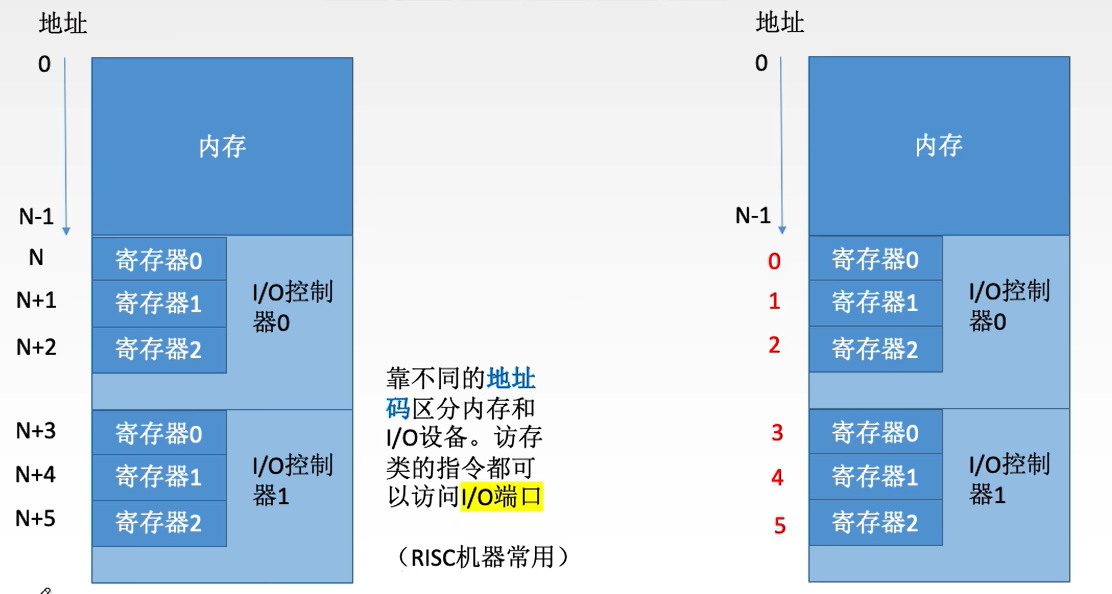 地址
0
内存
N-1
N
寄存器0
N+1
寄存器1
N+2
寄存器2
I/O控制
器0
N+3
寄存器0
N+4
寄存器1
N+5
寄存器2
I/O控制
器1
靠不同的地址
码区分内存和
I/O设备。访存
类的指令都可
以访问I/O端口
（RISC机器常用）
地址
0
内存
N-1
0
寄存器0
1
寄存器1
2
寄存器2
I/O控制
器0
3
寄存器0
4
寄存器1
5
寄存器2
I/O控制
器1